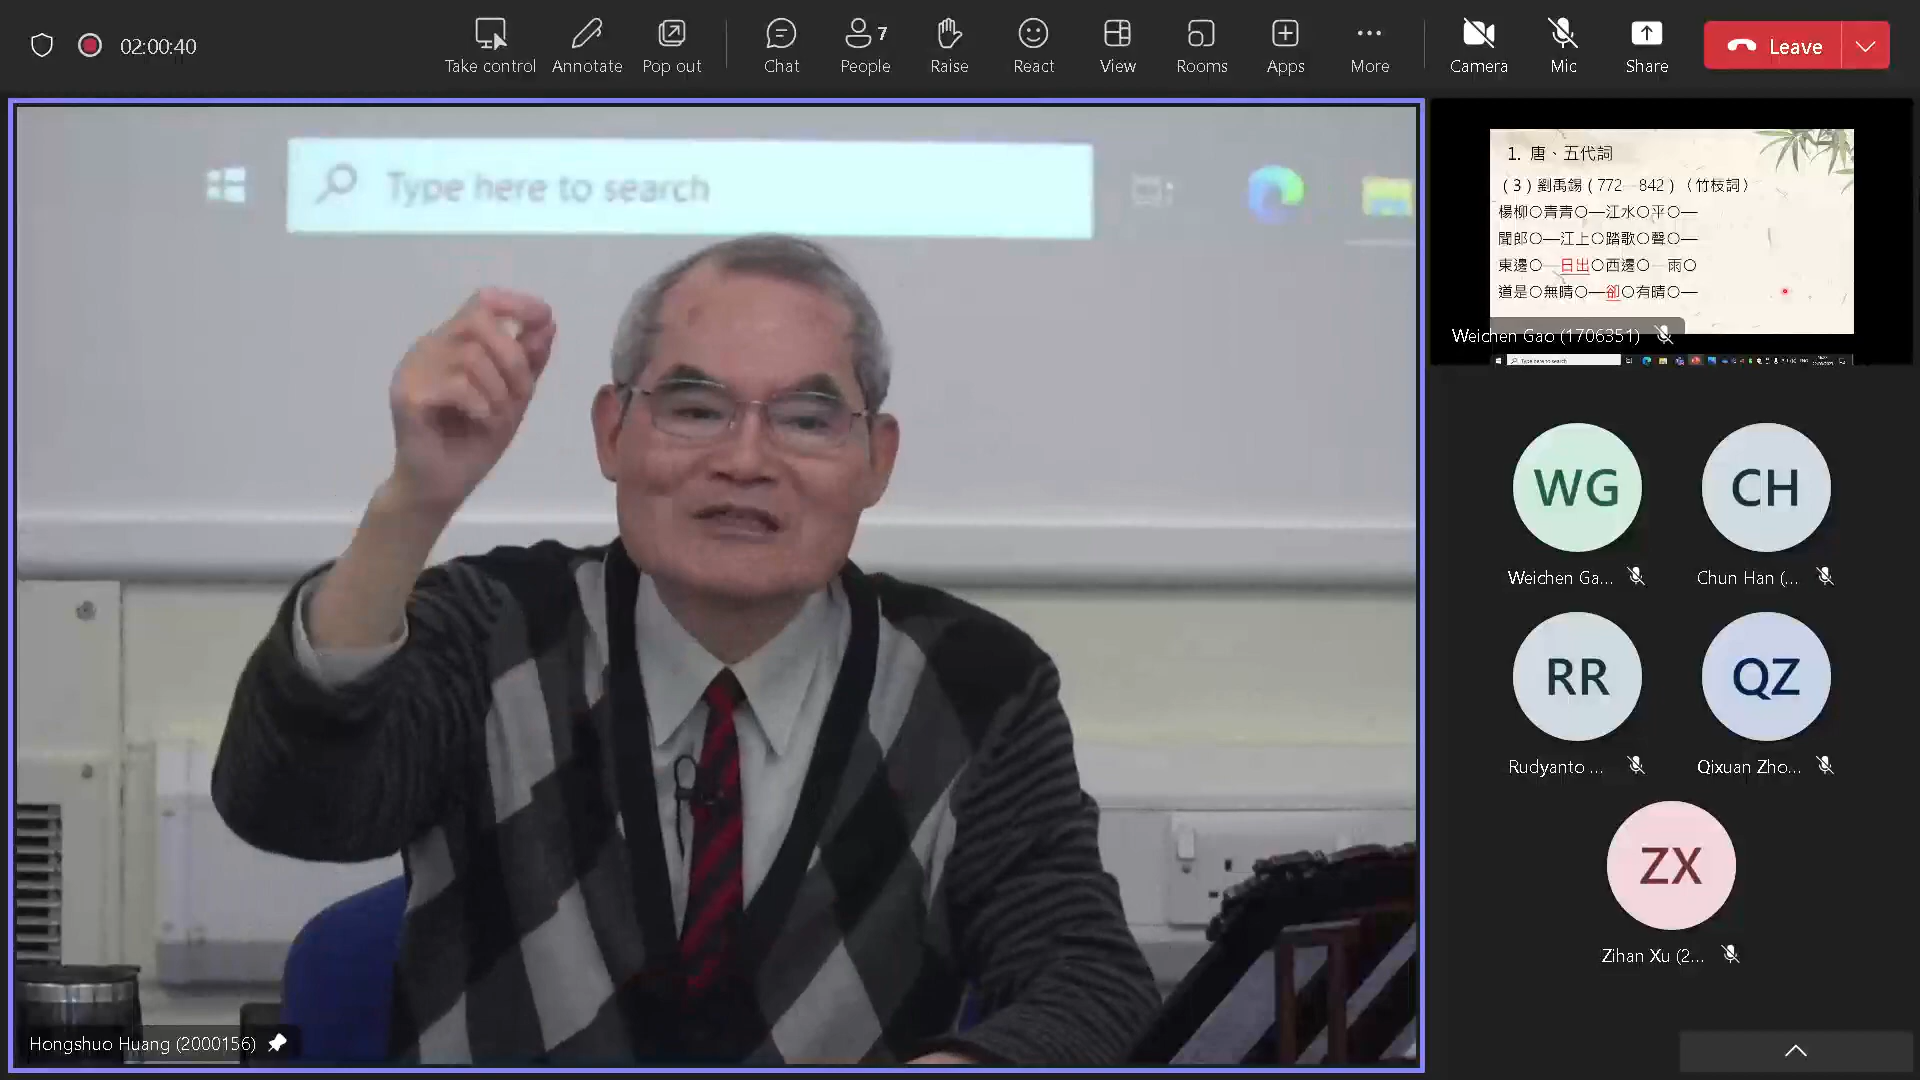 02:00:40
Take control
Annotate
Pop out
Chat
People
7
Raise
React
View
Rooms
Apps
More
Camera
Mic
Share
Leave
Type here to search
Hongshuo Huang (2000156)
1. 唐、五代詞
（3）劉禹錫（772—842）〈竹枝詞〉
楊柳〇青青〇—江水〇平〇—
聞郎〇—江上〇踏歌〇聲〇—
東邊〇—日出〇西邊〇—雨〇
道是〇無晴〇—卻〇有晴〇—
Weichen Gao (1706351)
Type here to search
WG
CH
Weichen Ga...
Chun Han (...
RR
QZ
Rudyanto ...
Qixuan Zho...
ZX
Zihan Xu (2...